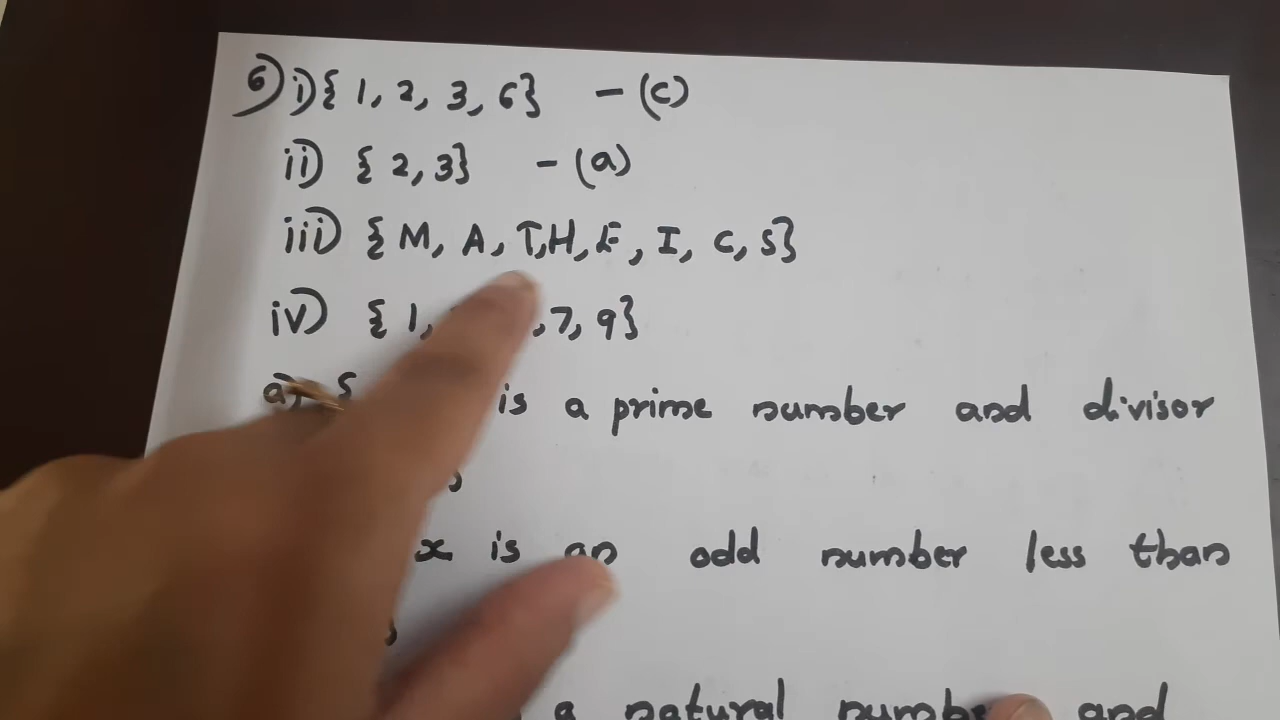 6) i) { 1, 2, 3, 6} - (c)
ii) { 2, 3} - (a)
iii) { M, A, T, H, E, I, C, S}
iv) { 1, , 7, 9}
a) { is a prime number and divisor
x is an odd number less than
a natural number and